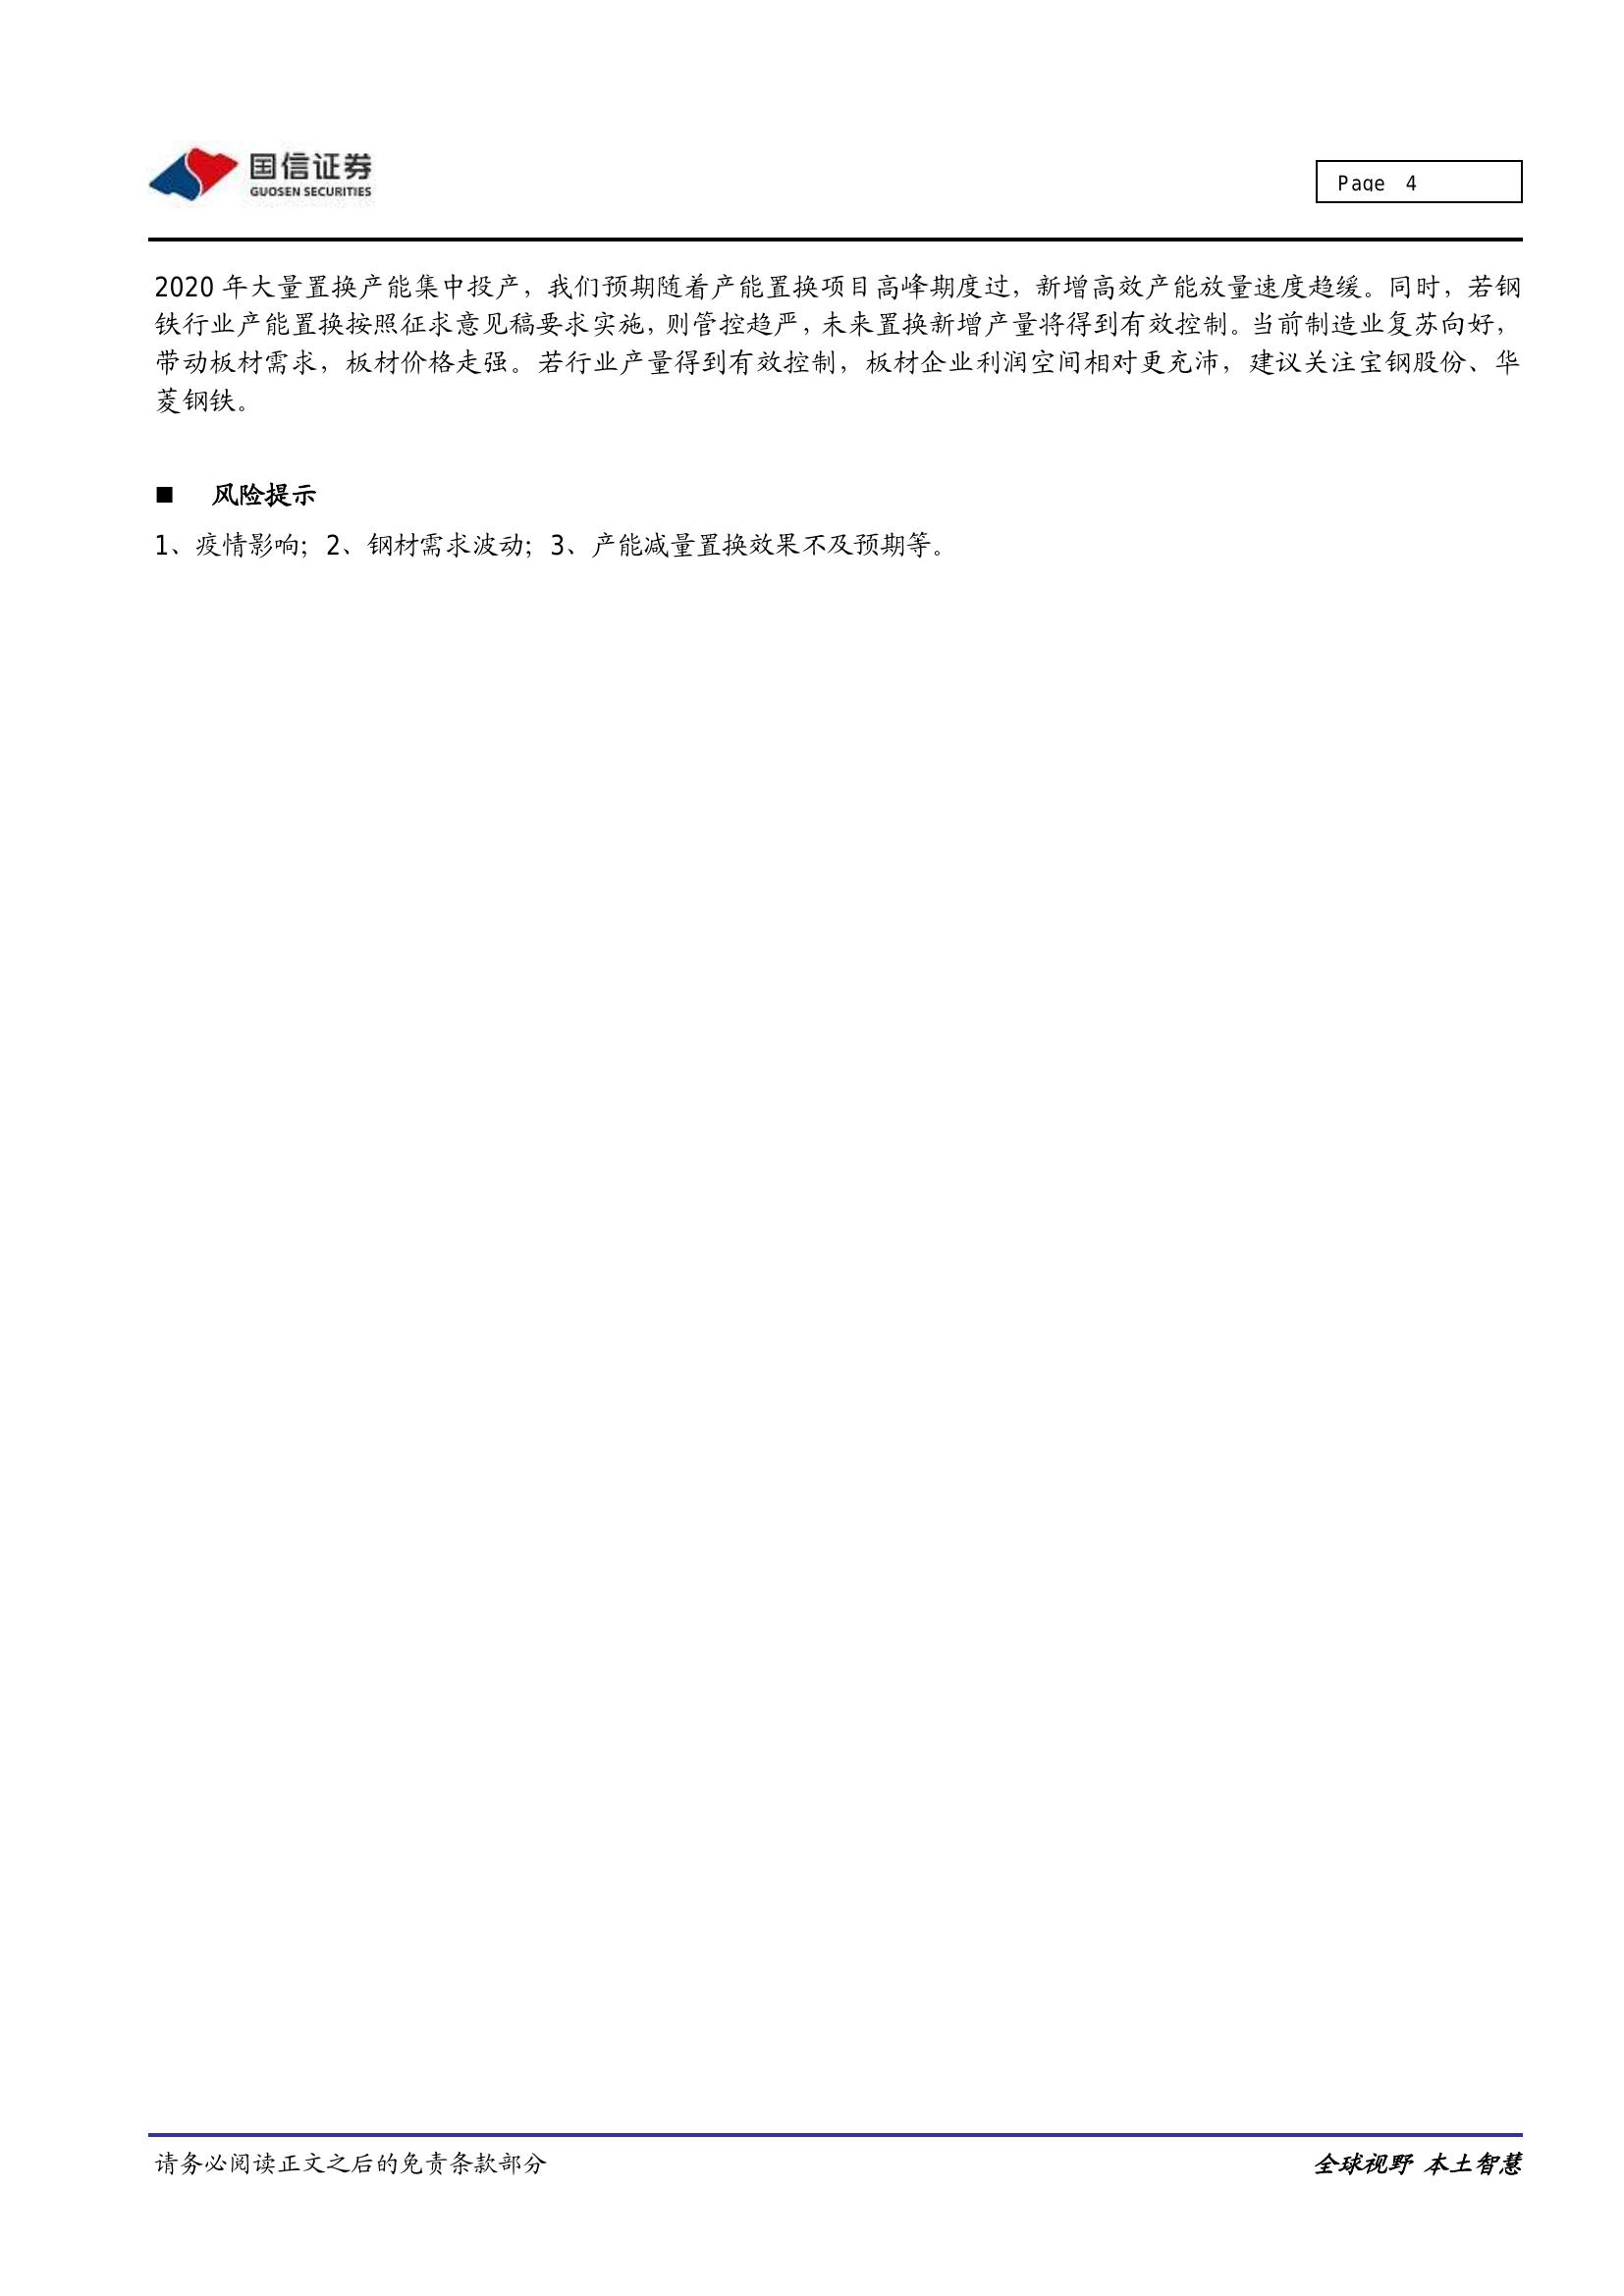 国信证券
GUOSEN SECURITIES
Page 4
2020 年大量置换产能集中投产，我们预期随着产能置换项目高峰期度过，新增高效产能放量速度趋缓。同时，若钢
铁行业产能置换按照征求意见稿要求实施，则管控趋严，未来置换新增产量将得到有效控制。当前制造业复苏向好，
带动板材需求，板材价格走强。若行业产量得到有效控制，板材企业利润空间相对更充沛，建议关注宝钢股份、华
菱钢铁。
■ 风险提示
1、疫情影响；2、钢材需求波动；3、产能减量置换效果不及预期等。
请务必阅读正文之后的免责条款部分
全球视野 本土智慧